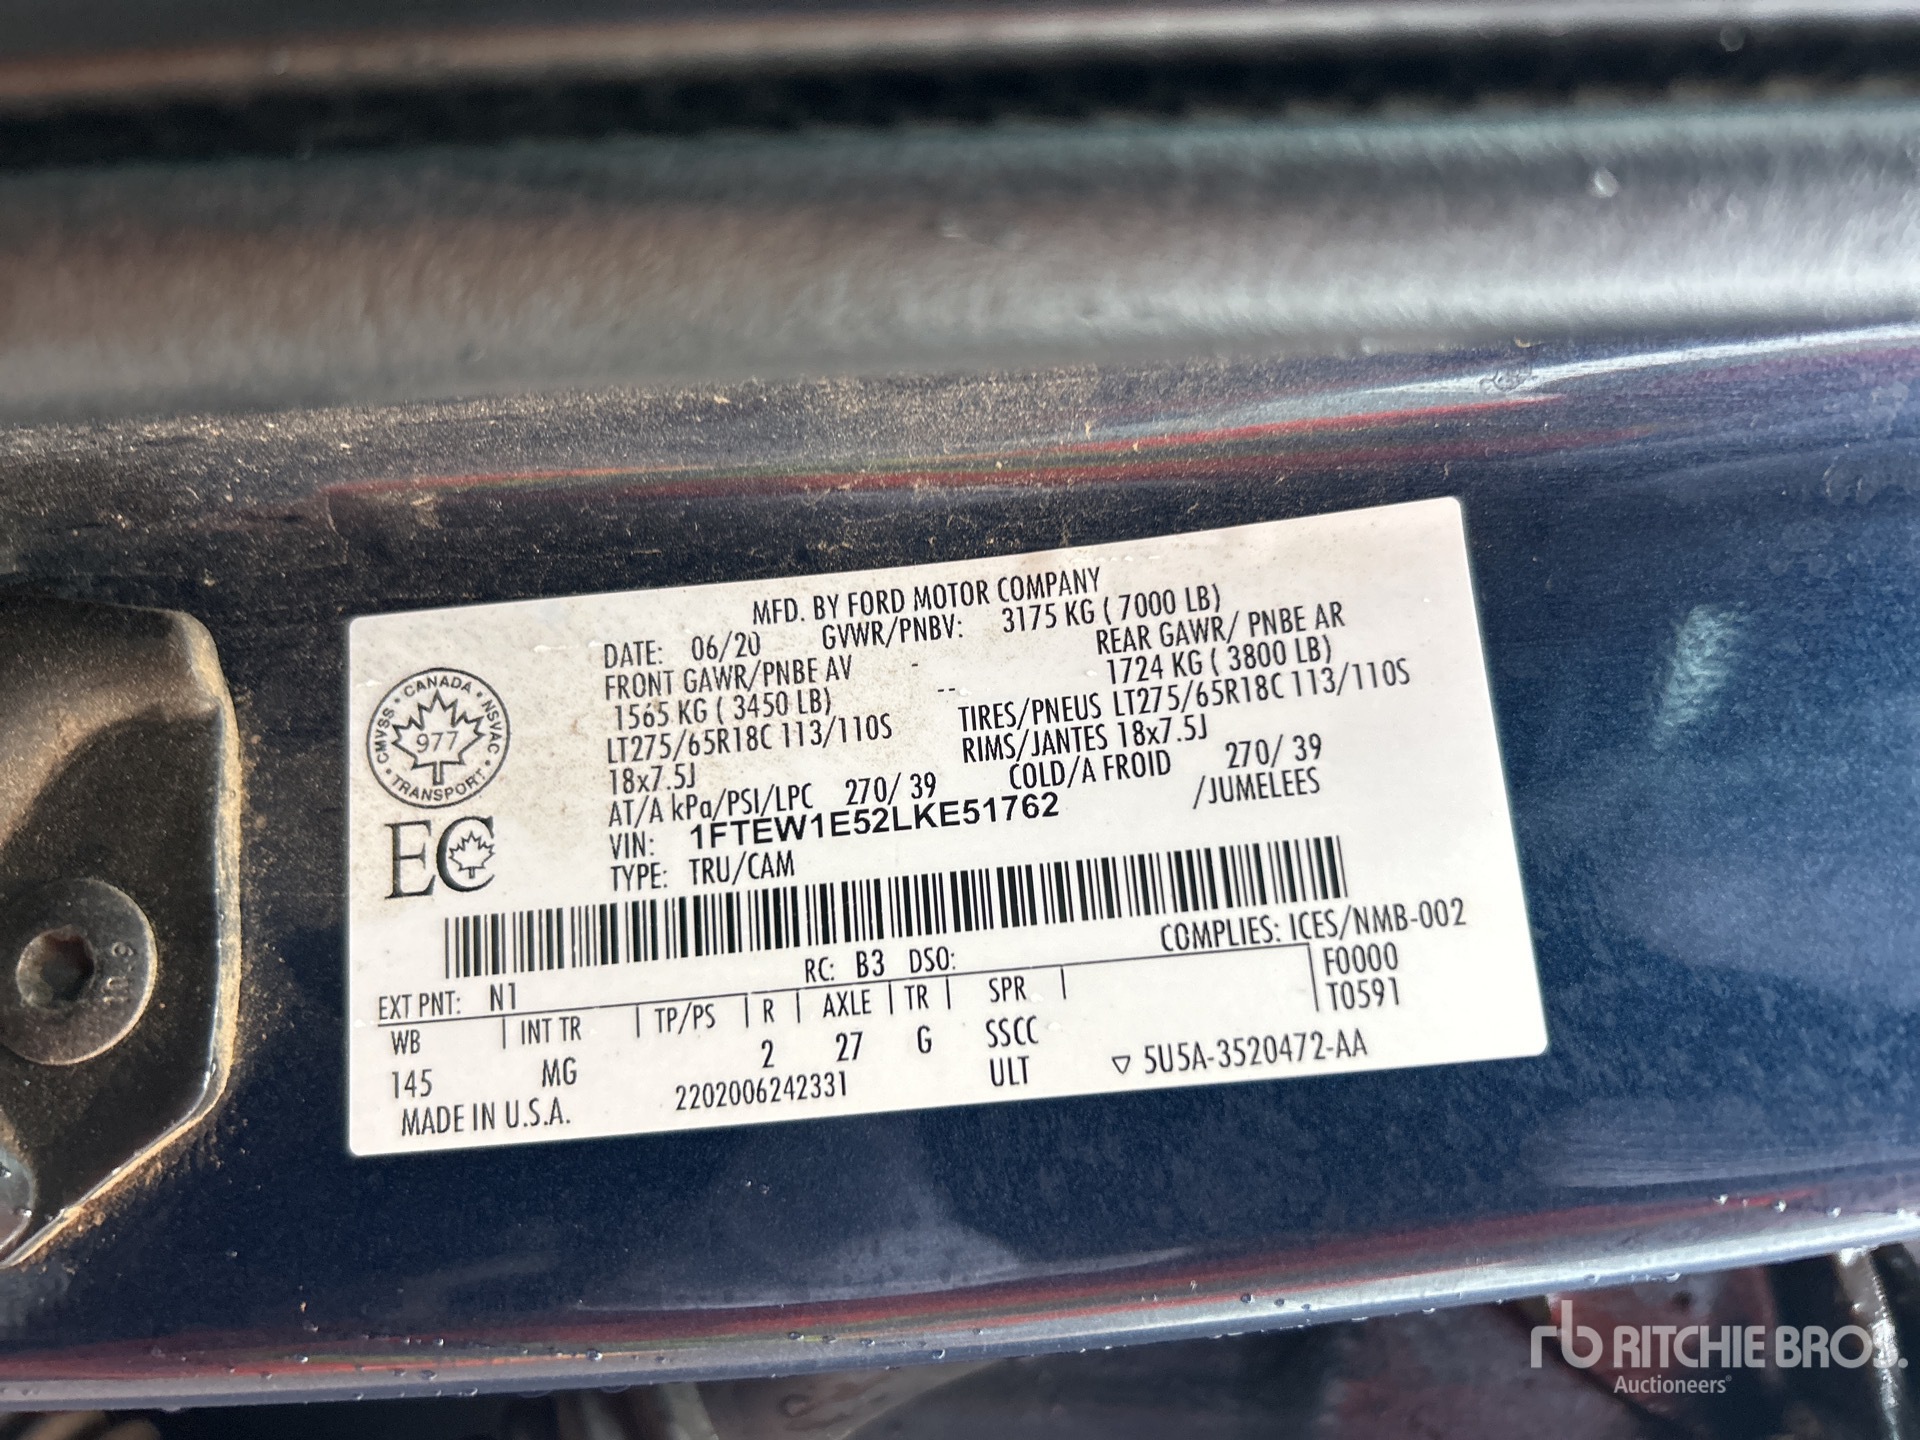 MFD. BY FORD MOTOR COMPANY
DATE: 06/20 GVWR/PNBV: 3175 KG ( 7000 LB)
FRONT GAWR/PNBE AV - REAR GAWR/ PNBE AR
1565 KG ( 3450 LB) -- 1724 KG ( 3800 LB)
LT275/65R18C 113/110S TIRES/PNEUS LT275/65R18C 113/110S
18x7.5J RIMS/JANTES 18x7.5J
AT/A kPa/PSI/LPC 270/ 39 COLD/A FROID 270/ 39
VIN: 1FTEW1E52LKE51762 /JUMELEES
TYPE: TRU/CAM
CANADA
CMVSS 977 NSVAC
TRANSPORT
EC
COMPLIES: ICES/NMB-002
EXT PNT: N1 RC: B3 DSO: F0000
WB INT TR TP/PS R AXLE TR SPR T0591
145 MG 2 27 G SSCC
ULT ▽ 5U5A-3520472-AA
MADE IN U.S.A. 2202006242331
10.9
rb RITCHIE BROS.
Auctioneers®